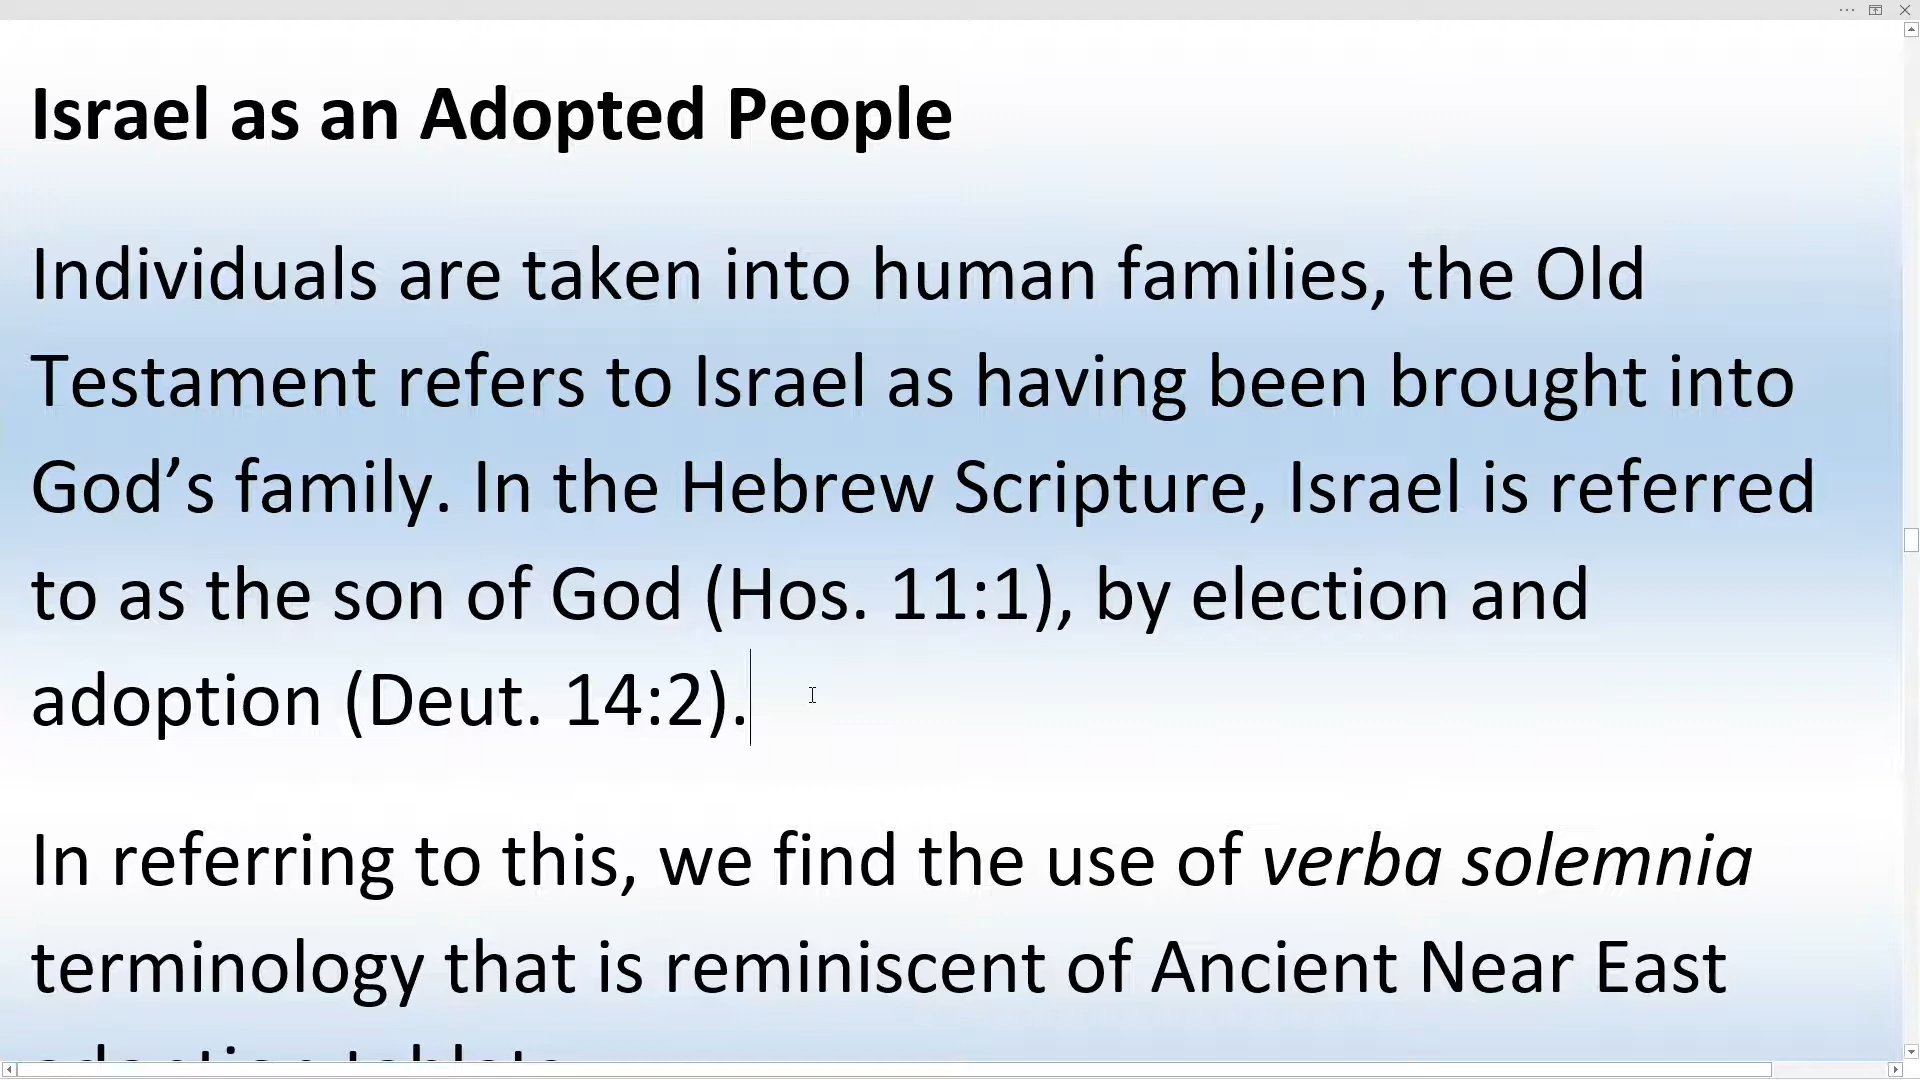 Israel as an Adopted People
Individuals are taken into human families, the Old
Testament refers to Israel as having been brought into
God’s family. In the Hebrew Scripture, Israel is referred
to as the son of God (Hos. 11:1), by election and
adoption (Deut. 14:2).
In referring to this, we find the use of verba solemnia
terminology that is reminiscent of Ancient Near East
adoption tablets